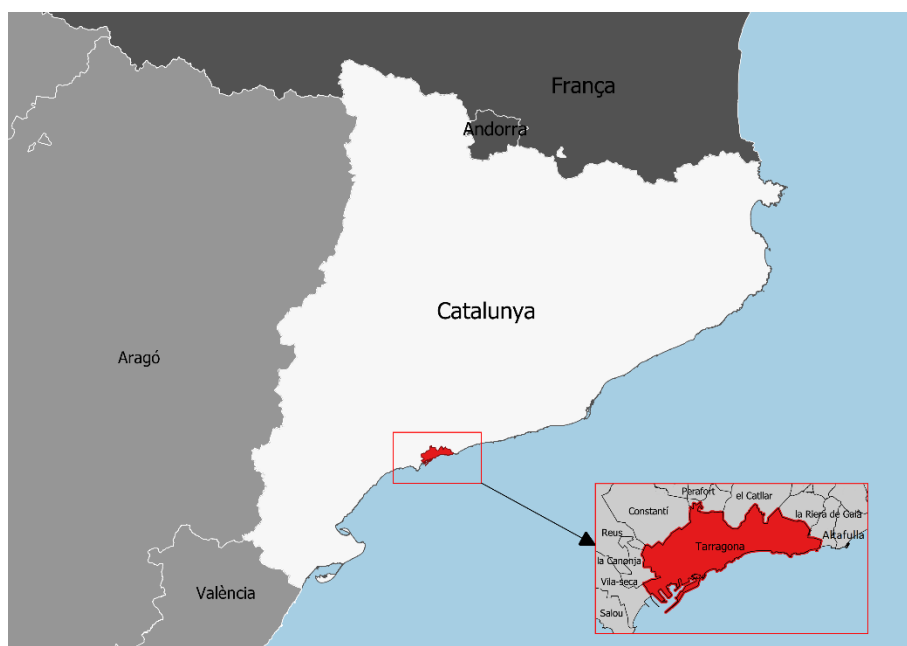 França
Andorra
Catalunya
Aragó
València
Perafort
el Catllar
Constantí
la Riera de Gaià
Reus
Altafulla
Tarragona
la Canonja
Vila-seca
Salou